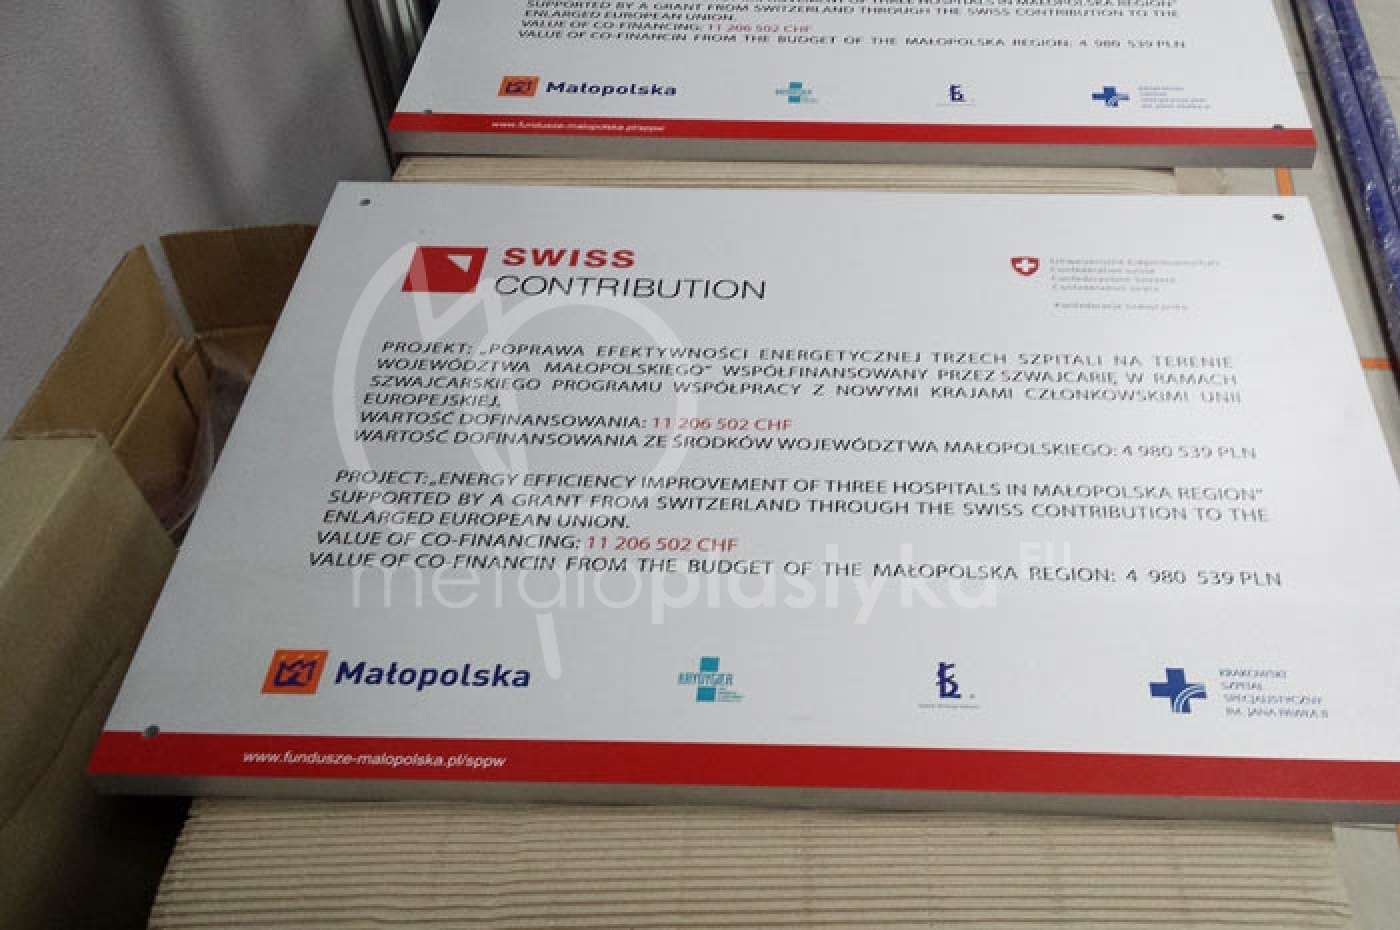 SUPPORTED BY A GRANT FROM SWITZERLAND THROUGH THE SWISS CONTRIBUTION TO THE
ENLARGED EUROPEAN UNION.
VALUE OF CO-FINANCING: 11 206 502 CHF
VALUE OF CO-FINANCIN FROM THE BUDGET OF THE MAŁOPOLSKA REGION: 4 980 539 PLN
Małopolska
www.fundusze-malopolska.pl/sppw
SWISS
CONTRIBUTION
PROJEKT: „POPRAWA EFEKTYWNOŚCI ENERGETYCZNEJ TRZECH SZPITALI NA TERENIE
WOJEWÓDZTWA MAŁOPOLSKIEGO" WSPÓŁFINANSOWANY PRZEZ SZWAJCARIĘ W RAMACH
SZWAJCARSKIEGO PROGRAMU WSPÓŁPRACY Z NOWYMI KRAJAMI CZŁONKOWSKIMI UNII
EUROPEJSKIEJ.
WARTOŚĆ DOFINANSOWANIA: 11 206 502 CHF
WARTOŚĆ DOFINANSOWANIA ZE ŚRODKÓW WOJEWÓDZTWA MAŁOPOLSKIEGO: 4 980 539 PLN
PROJECT: „ENERGY EFFICIENCY IMPROVEMENT OF THREE HOSPITALS IN MAŁOPOLSKA REGION"
SUPPORTED BY A GRANT FROM SWITZERLAND THROUGH THE SWISS CONTRIBUTION TO THE
ENLARGED EUROPEAN UNION.
VALUE OF CO-FINANCING: 11 206 502 CHF
VALUE OF CO-FINANCIN FROM THE BUDGET OF THE MAŁOPOLSKA REGION: 4 980 539 PLN
metaloplastyka
Małopolska
KRAKOWSKI
SZPITAL
SPECJALISTYCZNY
IM. JANA PAWŁA II
www.fundusze-malopolska.pl/sppw